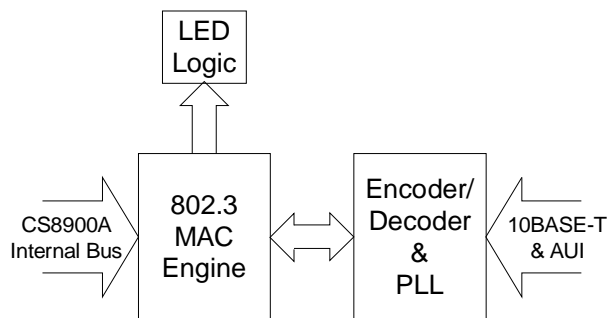 LED
Logic
CS8900A
Internal Bus
802.3
MAC
Engine
Encoder/
Decoder
&
PLL
10BASE-T
& AUI